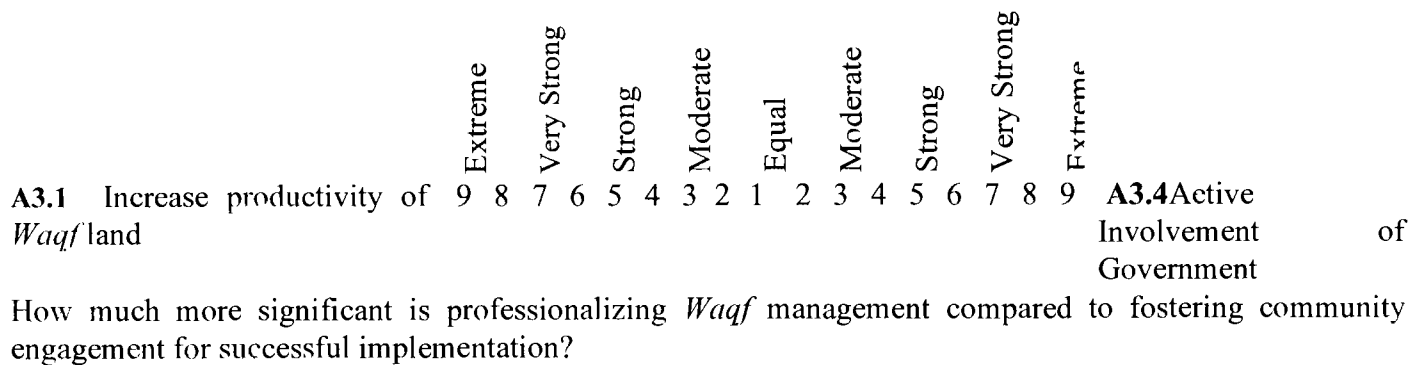 Extreme
Very Strong
Strong
Moderate
Equal
Moderate
Strong
Very Strong
Extreme
A3.1 Increase productivity of 9 8 7 6 5 4 3 2 1 2 3 4 5 6 7 8 9 A3.4Active
Waqf land Involvement of
Government
How much more significant is professionalizing Waqf management compared to fostering community
engagement for successful implementation?